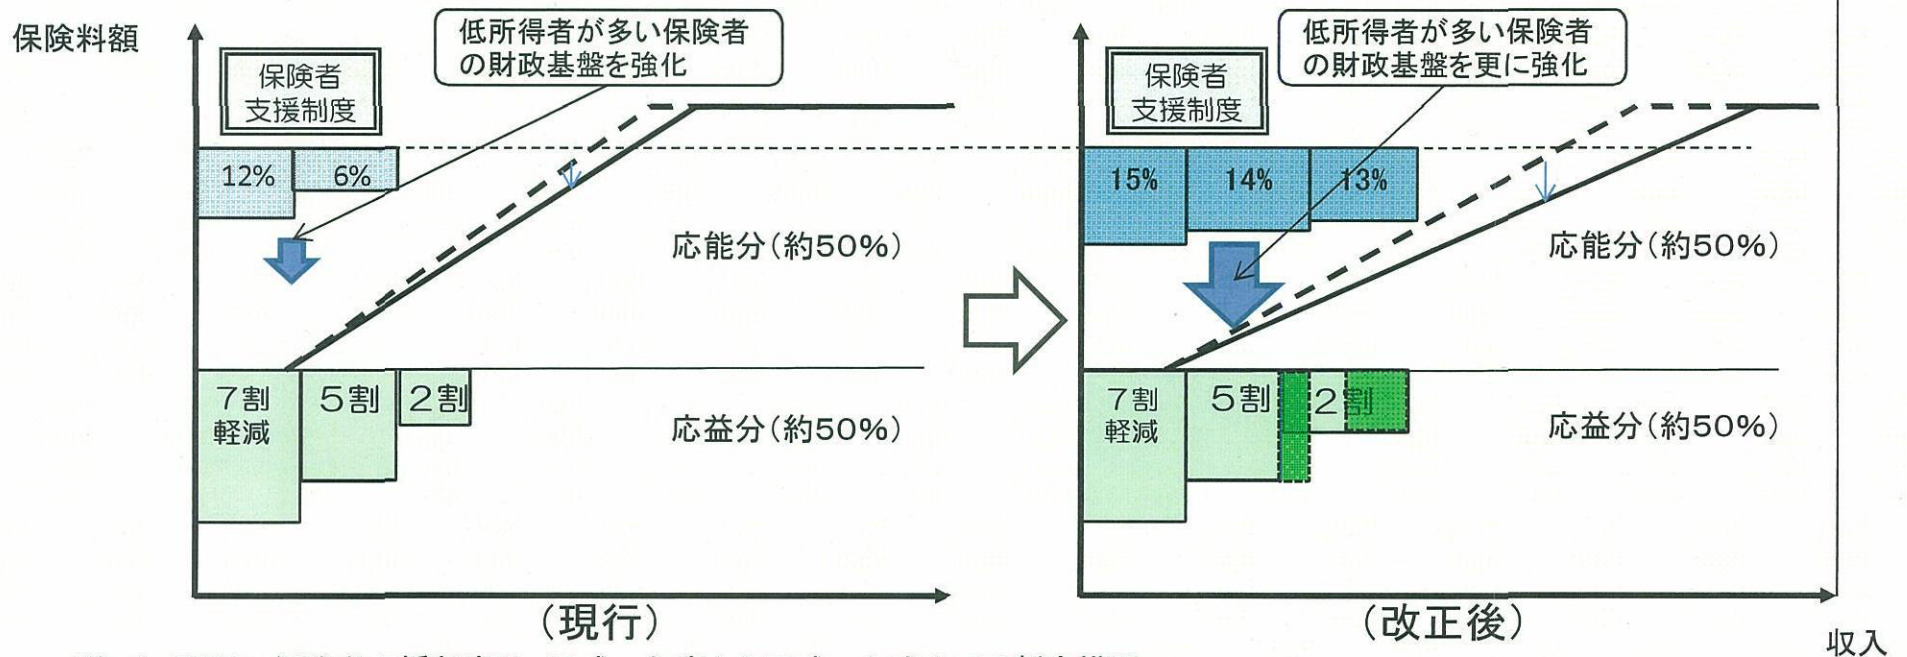 保険料額
保険者
支援制度
低所得者が多い保険者
の財政基盤を強化
12%
6%
応能分(約50%)
7割
軽減
5割
2割
応益分(約50%)
(現行)
保険者
支援制度
低所得者が多い保険者
の財政基盤を更に強化
15%
14%
13%
応能分(約50%)
7割
軽減
5割
2割
応益分(約50%)
(改正後)
収入